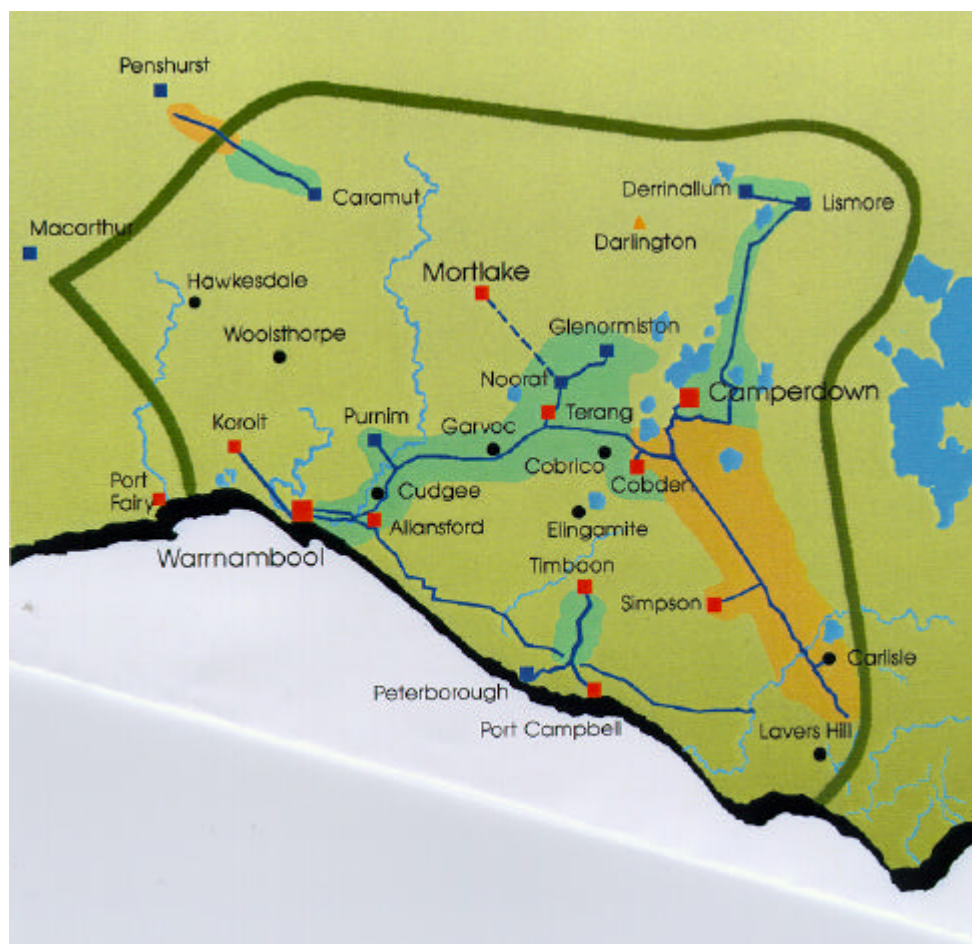 Penshurst
Caramut
Derrinallum
Lismore
Macarthur
Darlington
Hawkesdale
Mortlake
Woolsthorpe
Glenormiston
Noorat
Camperdown
Koroit
Purnim
Garvoc
Terang
Port
Fairy
Cudgee
Cobrico
Cobden
Allansford
Elingamite
Warrnambool
Timboon
Simpson
Carlisle
Peterborough
Port Campbell
Lavers Hill